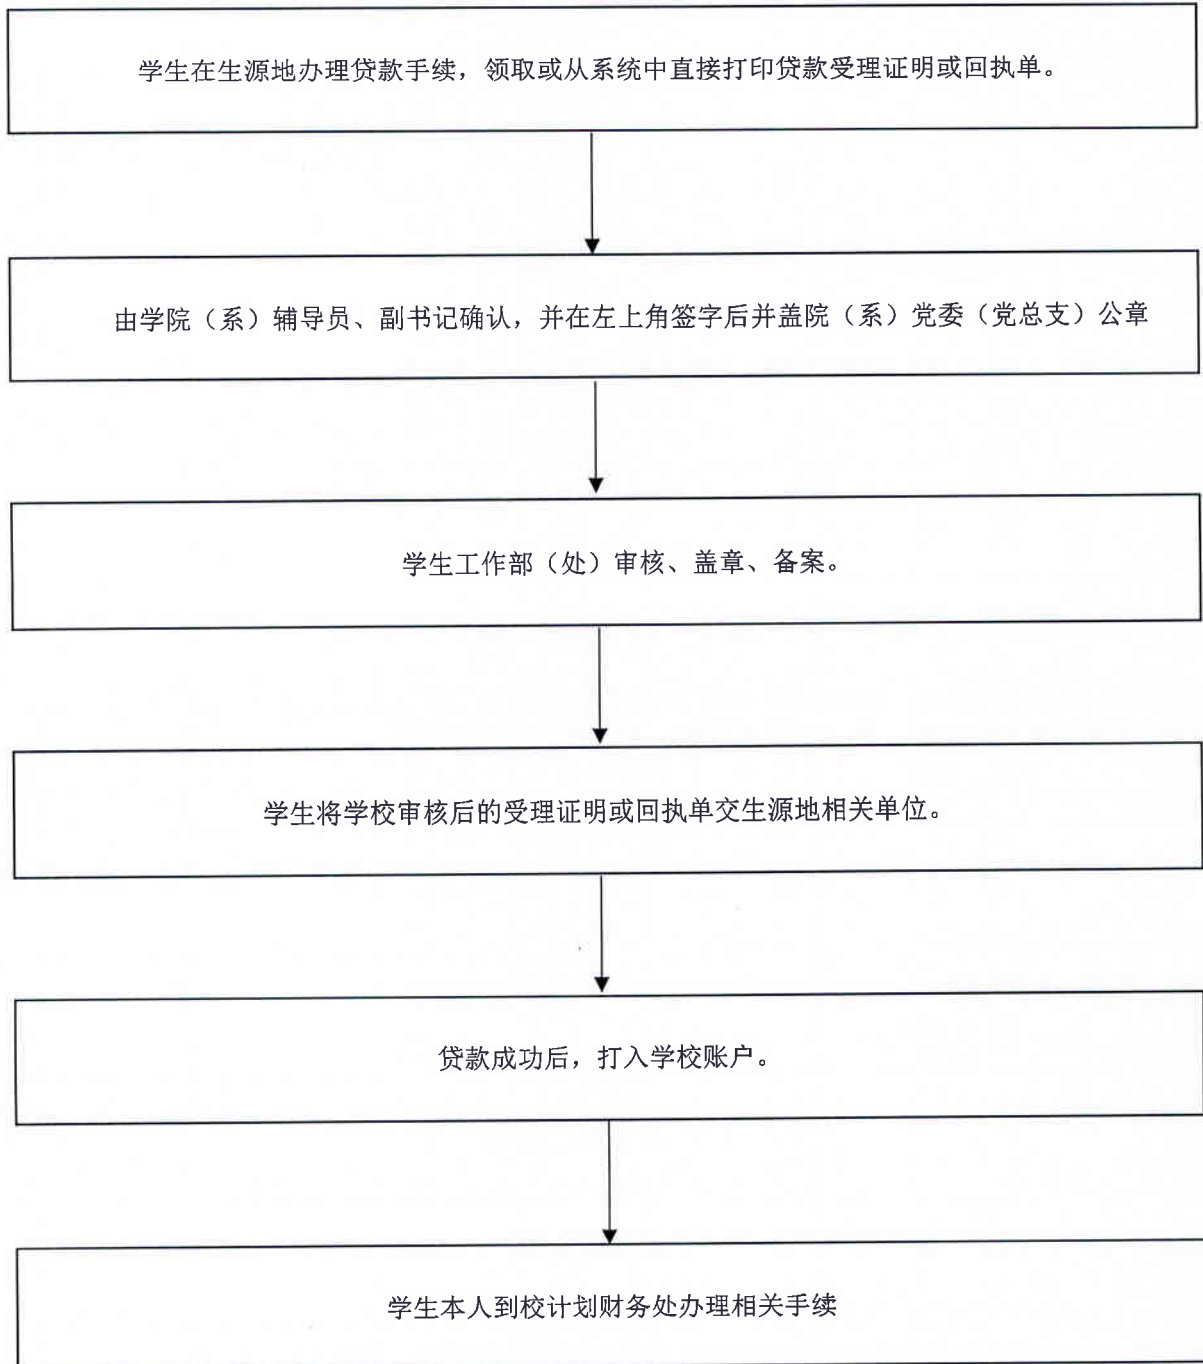 学生在生源地办理贷款手续，领取或从系统中直接打印贷款受理证明或回执单。
由学院（系）辅导员、副书记确认，并在左上角签字后并盖院（系）党委（党总支）公章
学生工作部（处）审核、盖章、备案。
学生将学校审核后的受理证明或回执单交生源地相关单位。
贷款成功后，打入学校账户。
学生本人到校计划财务处办理相关手续